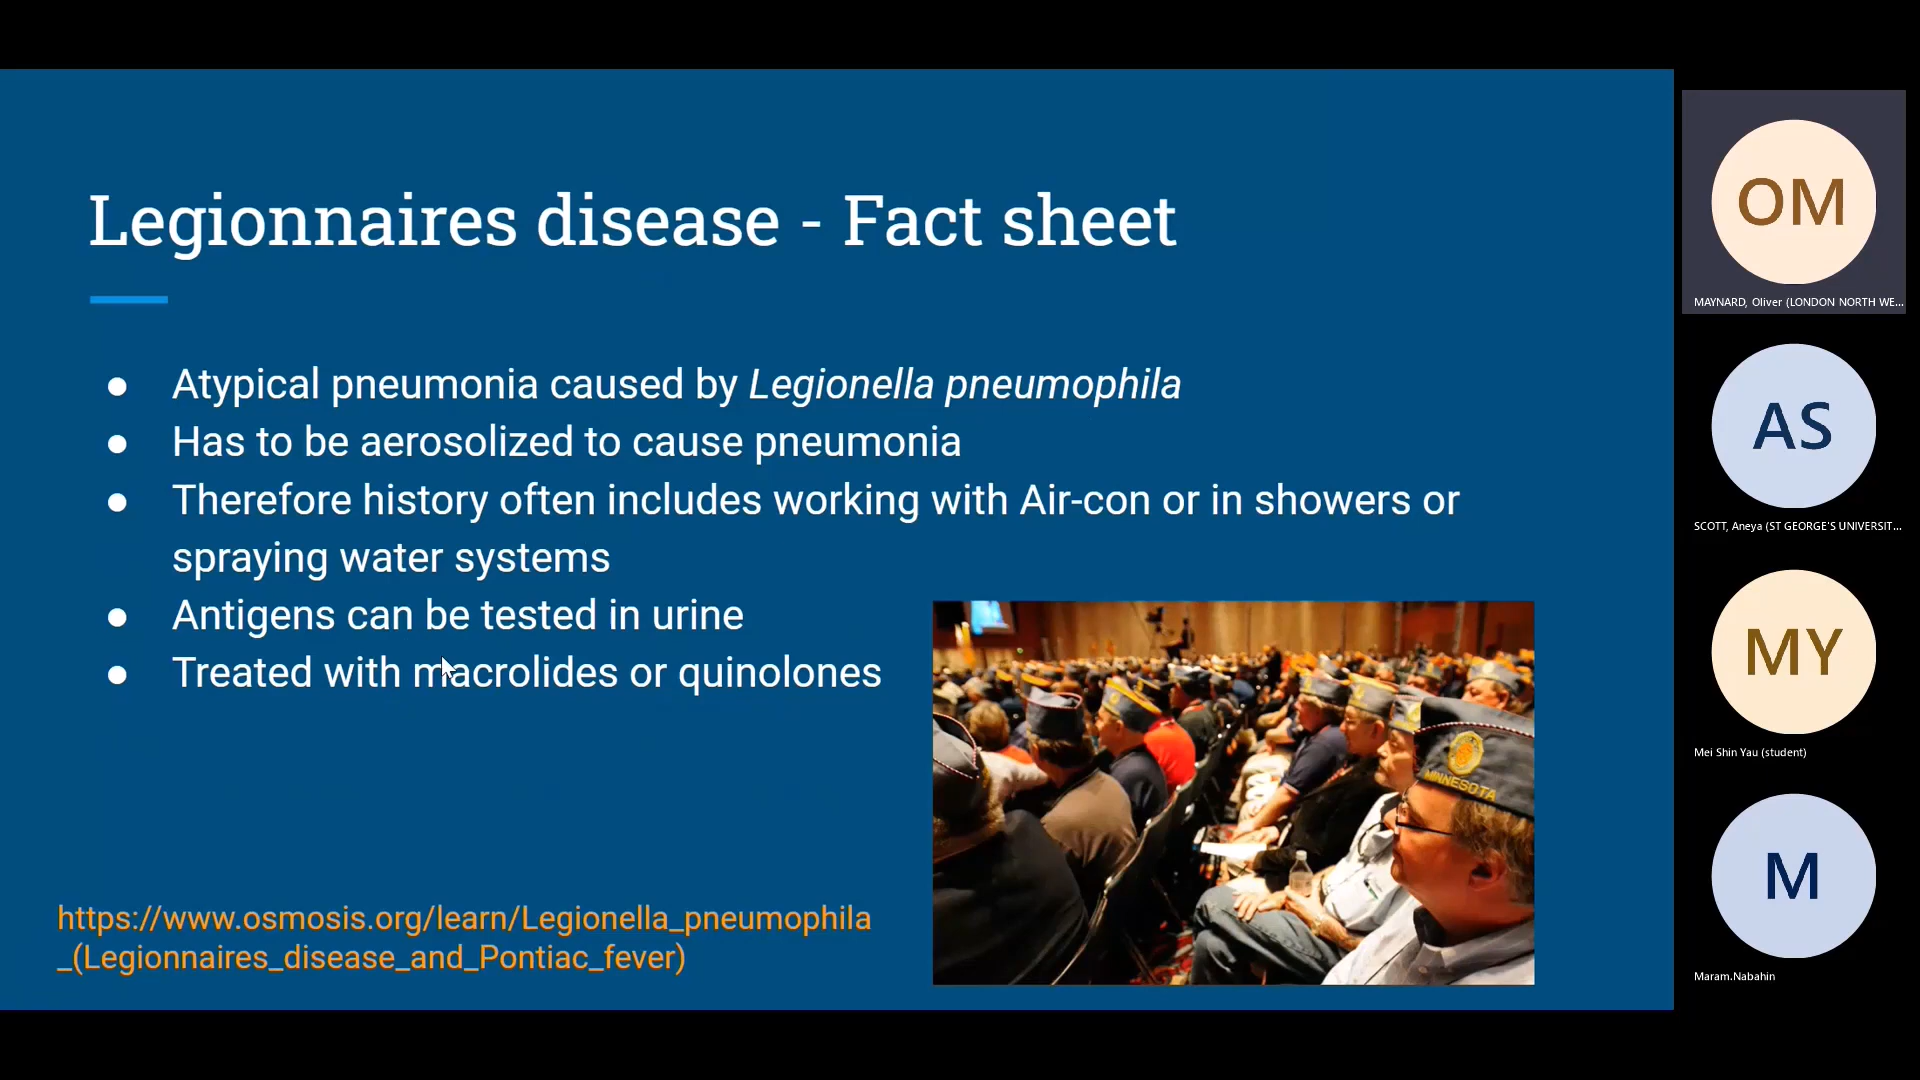 Legionnaires disease - Fact sheet
● Atypical pneumonia caused by Legionella pneumophila
● Has to be aerosolized to cause pneumonia
● Therefore history often includes working with Air-con or in showers or
spraying water systems
● Antigens can be tested in urine
● Treated with macrolides or quinolones
MINNESOTA
https://www.osmosis.org/learn/Legionella_pneumophila
_(Legionnaires_disease_and_Pontiac_fever)
OM
MAYNARD, Oliver (LONDON NORTH WE...
AS
SCOTT, Aneya (ST GEORGE'S UNIVERSIT...
MY
Mei Shin Yau (student)
M
Maram.Nabahin